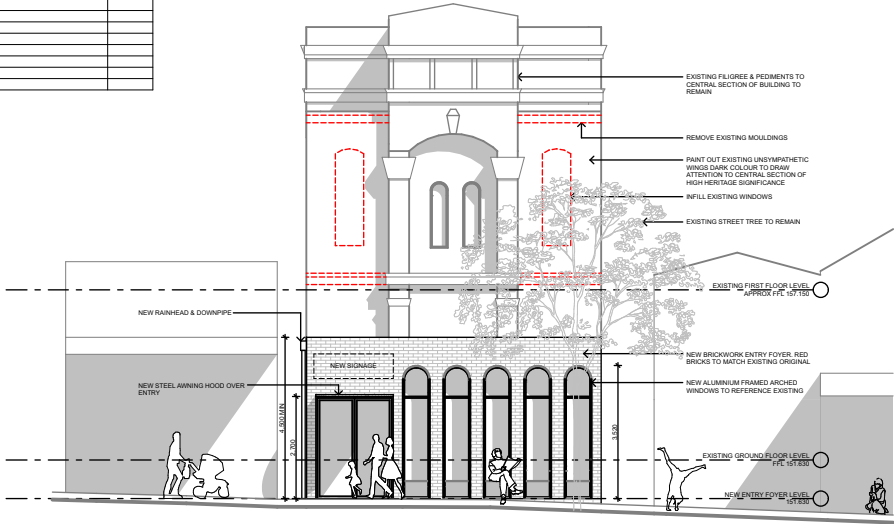 EXISTING FILIGREE & PEDIMENTS TO
CENTRAL SECTION OF BUILDING TO
REMAIN
REMOVE EXISTING MOULDINGS
PAINT OUT EXISTING UNSYMPATHETIC
WINGS DARK COLOUR TO DRAW
ATTENTION TO CENTRAL SECTION OF
HIGH HERITAGE SIGNIFICANCE
INFILL EXISTING WINDOWS
EXISTING STREET TREE TO REMAIN
EXISTING FIRST FLOOR LEVEL
APPROX FFL 157.150
NEW RAINHEAD & DOWNPIPE
NEW SIGNAGE
NEW BRICKWORK ENTRY FOYER. RED
BRICKS TO MATCH EXISTING ORIGINAL
NEW STEEL AWNING HOOD OVER
ENTRY
NEW ALUMINIUM FRAMED ARCHED
WINDOWS TO REFERENCE EXISTING
4.500 MIN
2.700
3.520
EXISTING GROUND FLOOR LEVEL
FFL 151.630
NEW ENTRY FOYER LEVEL
151.630